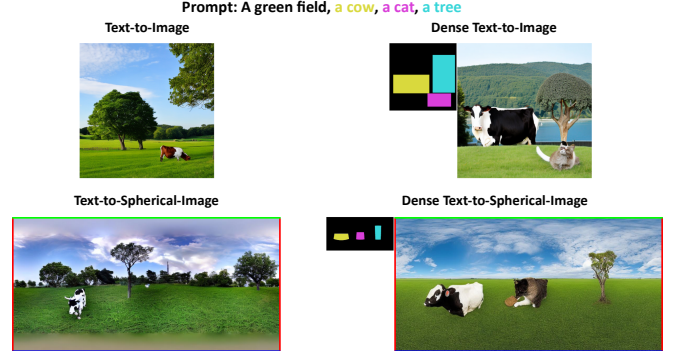 Prompt: A green field, a cow, a cat, a tree
Text-to-Image
Dense Text-to-Image
Text-to-Spherical-Image
Dense Text-to-Spherical-Image